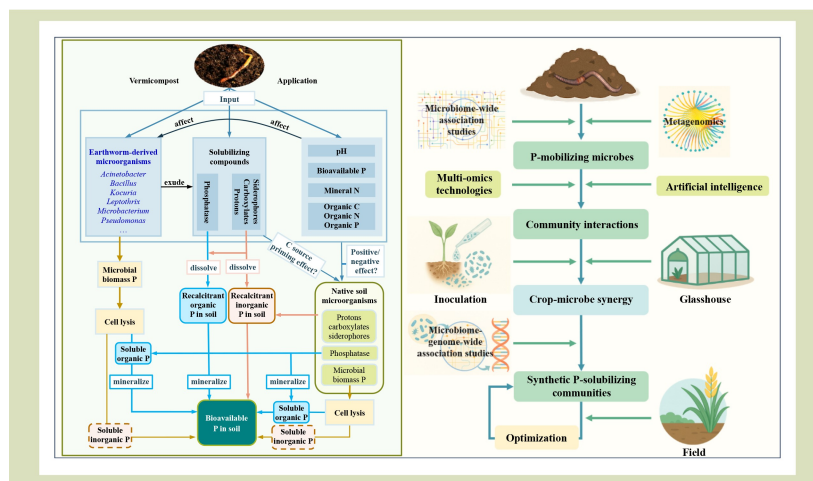 Vermicompost
Application
Input
affect
affect
Earthworm-derived
microorganisms
Acinetobacter
Bacillus
Kocuria
Leptothrix
Microbacterium
Pseudomonas
...
exude
Solubilizing
compounds
Phosphatase
Siderophores
Carboxylates
Protons
pH
Bioavailable P
Mineral N
Organic C
Organic N
Organic P
C source
priming effect?
Positive/
negative
effect?
dissolve
dissolve
Microbial
biomass P
Recalcitrant
organic
P in soil
Recalcitrant
inorganic
P in soil
Native soil
microorganisms
Protons
carboxylates
siderophores
Phosphatase
Microbial
biomass P
Cell lysis
Soluble
organic P
mineralize
mineralize
mineralize
Bioavailable
P in soil
Soluble
organic P
Cell lysis
Soluble
inorganic P
Soluble
inorganic P
Microbiome-wide
association
studies
Metagenomics
P-mobilizing microbes
Multi-omics
technologies
Artificial intelligence
Community interactions
Inoculation
Glasshouse
Crop-microbe synergy
Microbiome-
genome-wide
association studies
Synthetic P-solubilizing
communities
Optimization
Field